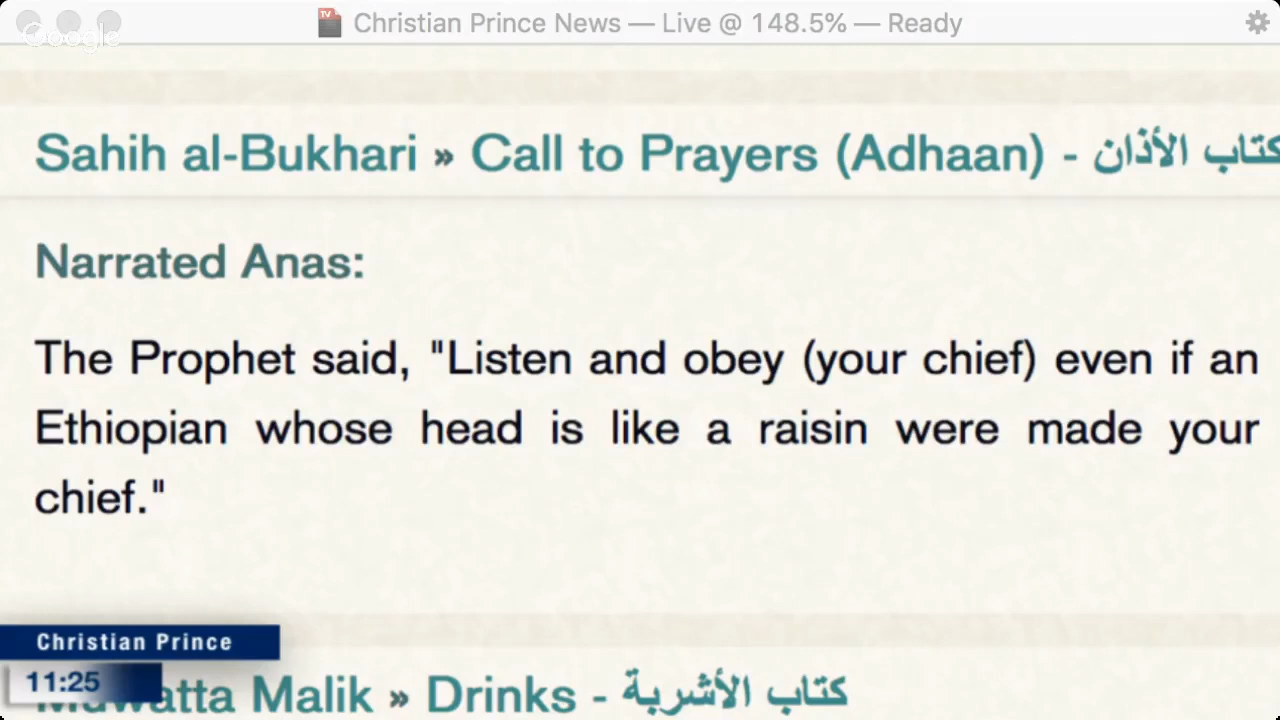 Christian Prince News — Live @ 148.5% — Ready
Google
Sahih al-Bukhari » Call to Prayers (Adhaan) - كتاب الأذان
Narrated Anas:
The Prophet said, "Listen and obey (your chief) even if an
Ethiopian whose head is like a raisin were made your
chief."
Christian Prince
11:25
Muwatta Malik » Drinks - كتاب الأشربة